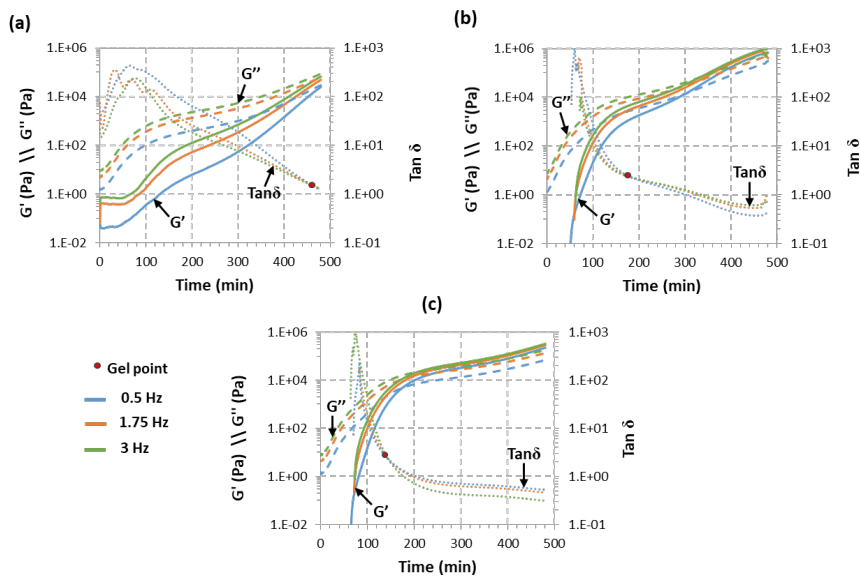 (a)
G' (Pa) \\ G'' (Pa)
1.E+06
1.E+04
1.E+02
1.E+00
1.E-02
0
100
200
300
400
500
Time (min)
1.E+03
1.E+02
1.E+01
1.E+00
1.E-01
Tan δ
G''
G'
Tanδ
(b)
G' (Pa) \\ G''(Pa)
1.E+06
1.E+04
1.E+02
1.E+00
1.E-02
0
100
200
300
400
500
Time (min)
1.E+03
1.E+02
1.E+01
1.E+00
1.E-01
Tan δ
G''
G'
Tanδ
(c)
G' (Pa) \\ G'' (Pa)
1.E+06
1.E+04
1.E+02
1.E+00
1.E-02
0
100
200
300
400
500
Time (min)
1.E+03
1.E+02
1.E+01
1.E+00
1.E-01
Tan δ
G''
G'
Tanδ
Gel point
0.5 Hz
1.75 Hz
3 Hz